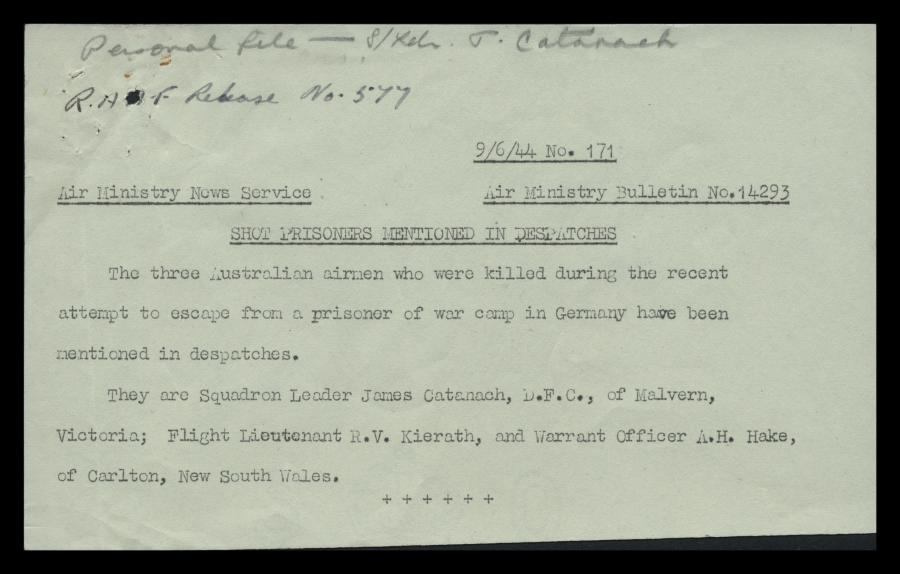 Personal File — S/Ldr. J. Catanach
R.A.A.F Release No. 577
9/6/44 No. 171
Air Ministry News Service Air Ministry Bulletin No.14293
SHOT PRISONERS MENTIONED IN DESPATCHES
The three Australian airmen who were killed during the recent
attempt to escape from a prisoner of war camp in Germany have been
mentioned in despatches.
They are Squadron Leader James Catanach, D.F.C., of Malvern,
Victoria; Flight Lieutenant R.V. Kierath, and Warrant Officer A.H. Hake,
of Carlton, New South Wales.
+ + + + + +